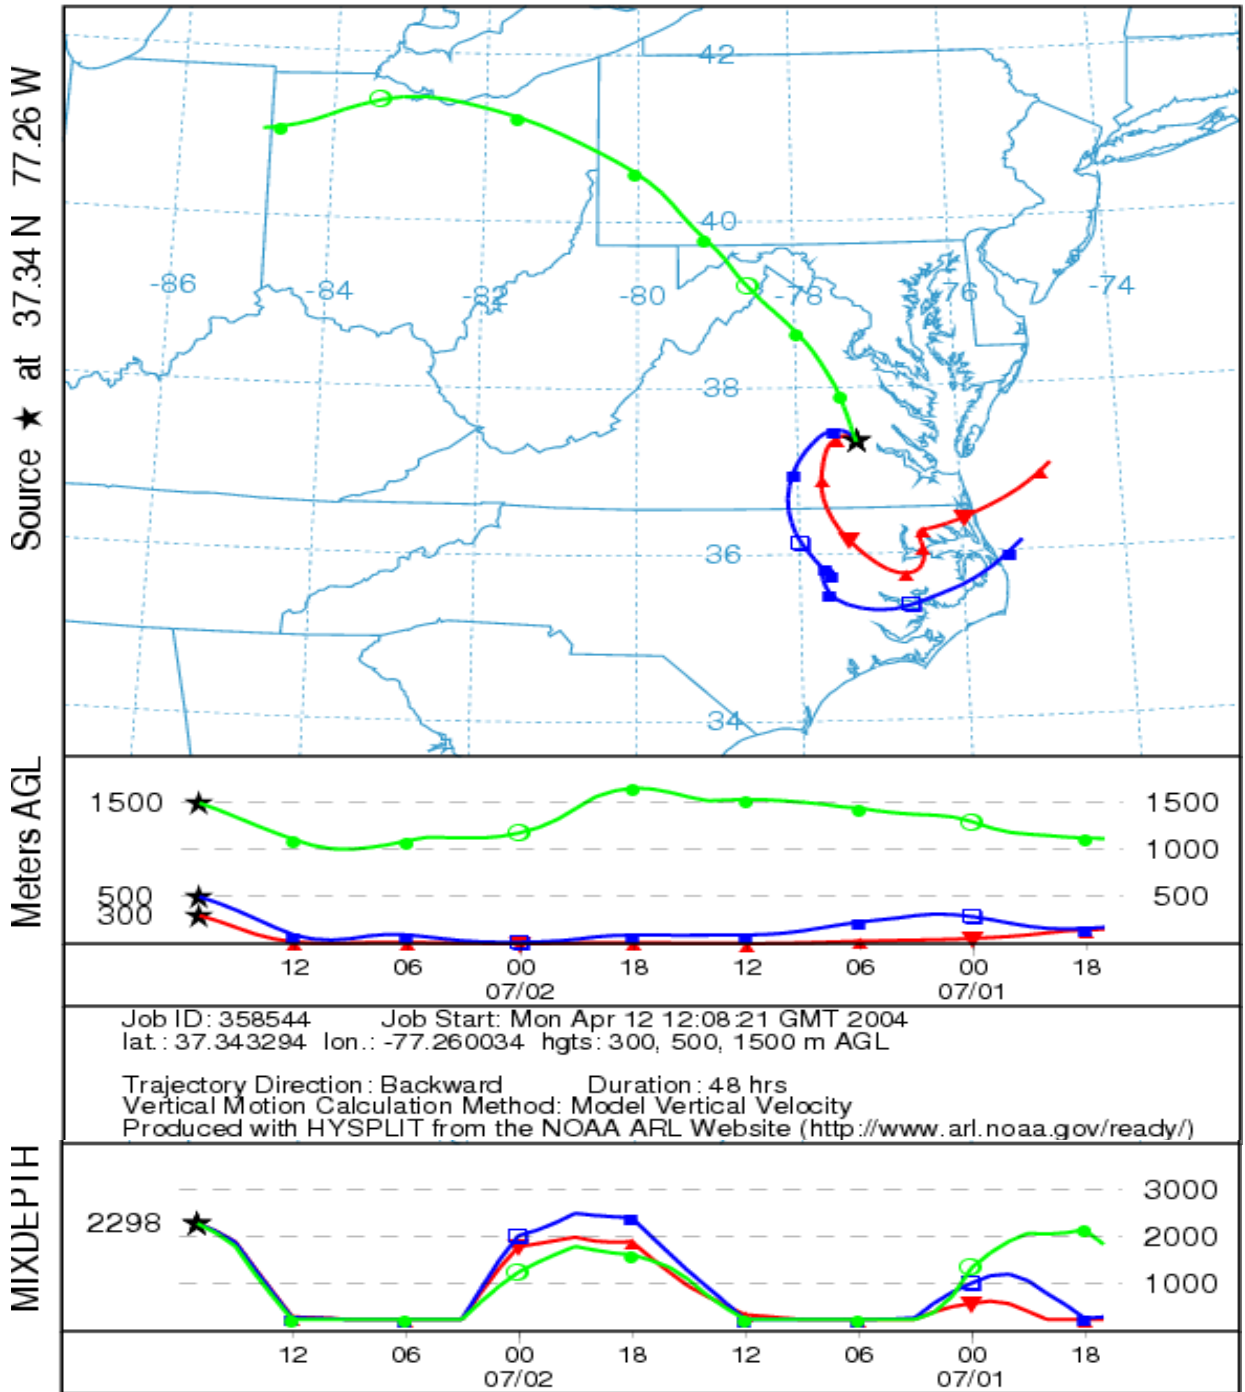 Source ★ at 37.34 N 77.26 W
42
40
-86
-84
-82
-80
-78
-76
-74
38
36
34
Meters AGL
1500
1500
1000
500
500
300
12 06 00 18 12 06 00 18
07/02 07/01
Job ID: 358544 Job Start: Mon Apr 12 12:08:21 GMT 2004
lat.: 37.343294 lon.: -77.260034 hgts: 300, 500, 1500 m AGL
Trajectory Direction: Backward Duration: 48 hrs
Vertical Motion Calculation Method: Model Vertical Velocity
Produced with HYSPLIT from the NOAA ARL Website (http://www.arl.noaa.gov/ready/)
MIXDEPTH
3000
2298
2000
1000
12 06 00 18 12 06 00 18
07/02 07/01